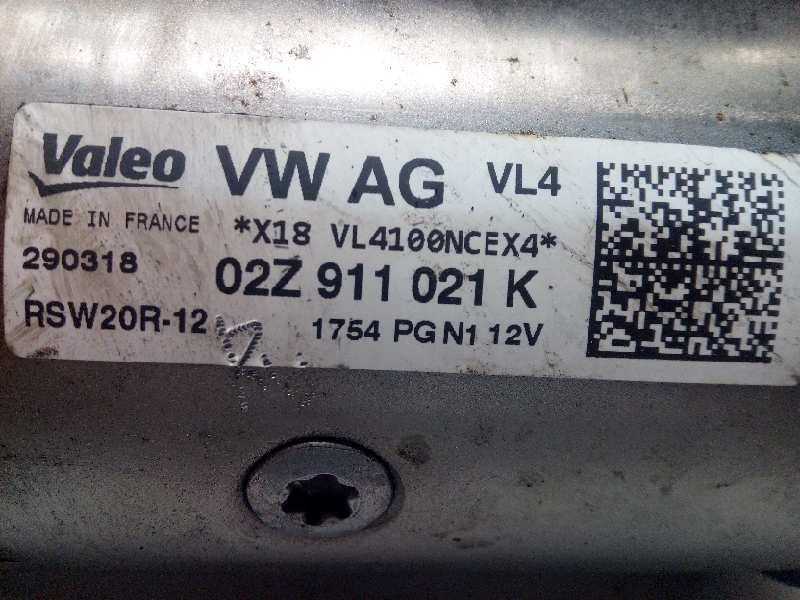 Valeo VW AG VL4
MADE IN FRANCE *X18 VL4100NCEX4*
290318 02Z 911 021 K
RSW20R-12 1754 PG N1 12V